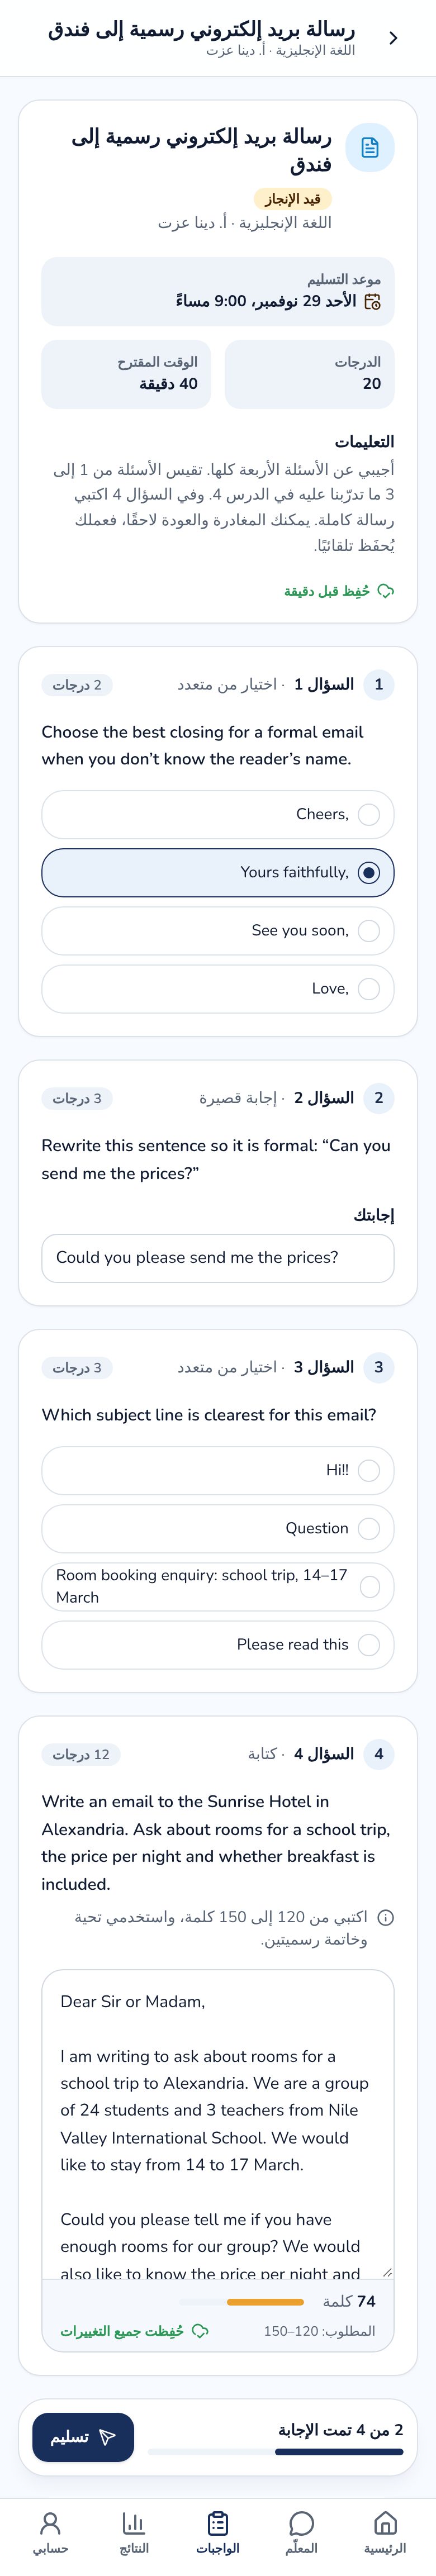 رسالة بريد إلكتروني رسمية إلى فندق
اللغة الإنجليزية · أ. دينا عزت
رسالة بريد إلكتروني رسمية إلى
فندق
قيد الإنجاز
اللغة الإنجليزية · أ. دينا عزت
موعد التسليم
الأحد 29 نوفمبر، 9:00 مساءً
الدرجات
20
الوقت المقترح
40 دقيقة
التعليمات
أجيبي عن الأسئلة الأربعة كلها. تقيس الأسئلة من 1 إلى
3 ما تدرّبنا عليه في الدرس 4. وفي السؤال 4 اكتبي
رسالة كاملة. يمكنك المغادرة والعودة لاحقًا، فعملك
يُحفَظ تلقائيًا.
حُفِظ قبل دقيقة
1 السؤال 1 · اختيار من متعدد
2 درجات
Choose the best closing for a formal email
when you don’t know the reader’s name.
Cheers,
Yours faithfully,
See you soon,
Love,
2 السؤال 2 · إجابة قصيرة
3 درجات
Rewrite this sentence so it is formal: “Can you
send me the prices?”
إجابتك
Could you please send me the prices?
3 السؤال 3 · اختيار من متعدد
3 درجات
Which subject line is clearest for this email?
Hi!!
Question
Room booking enquiry: school trip, 14–17
March
Please read this
4 السؤال 4 · كتابة
12 درجات
Write an email to the Sunrise Hotel in
Alexandria. Ask about rooms for a school trip,
the price per night and whether breakfast is
included.
اكتبي من 120 إلى 150 كلمة، واستخدمي تحية
وخاتمة رسميتين.
Dear Sir or Madam,
I am writing to ask about rooms for a
school trip to Alexandria. We are a group
of 24 students and 3 teachers from Nile
Valley International School. We would
like to stay from 14 to 17 March.
Could you please tell me if you have
enough rooms for our group? We would
also like to know the price per night and
74 كلمة
المطلوب: 120–150
حُفِظت جميع التغييرات
2 من 4 تمت الإجابة
تسليم
الرئيسية
المعلّم
الواجبات
النتائج
حسابي